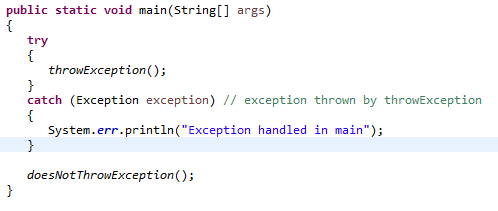 public static void main(String[] args)
{
   try
   {
      throwException();
   }
   catch (Exception exception) // exception thrown by throwException
   {
      System.err.println("Exception handled in main");
   }

   doesNotThrowException();
}